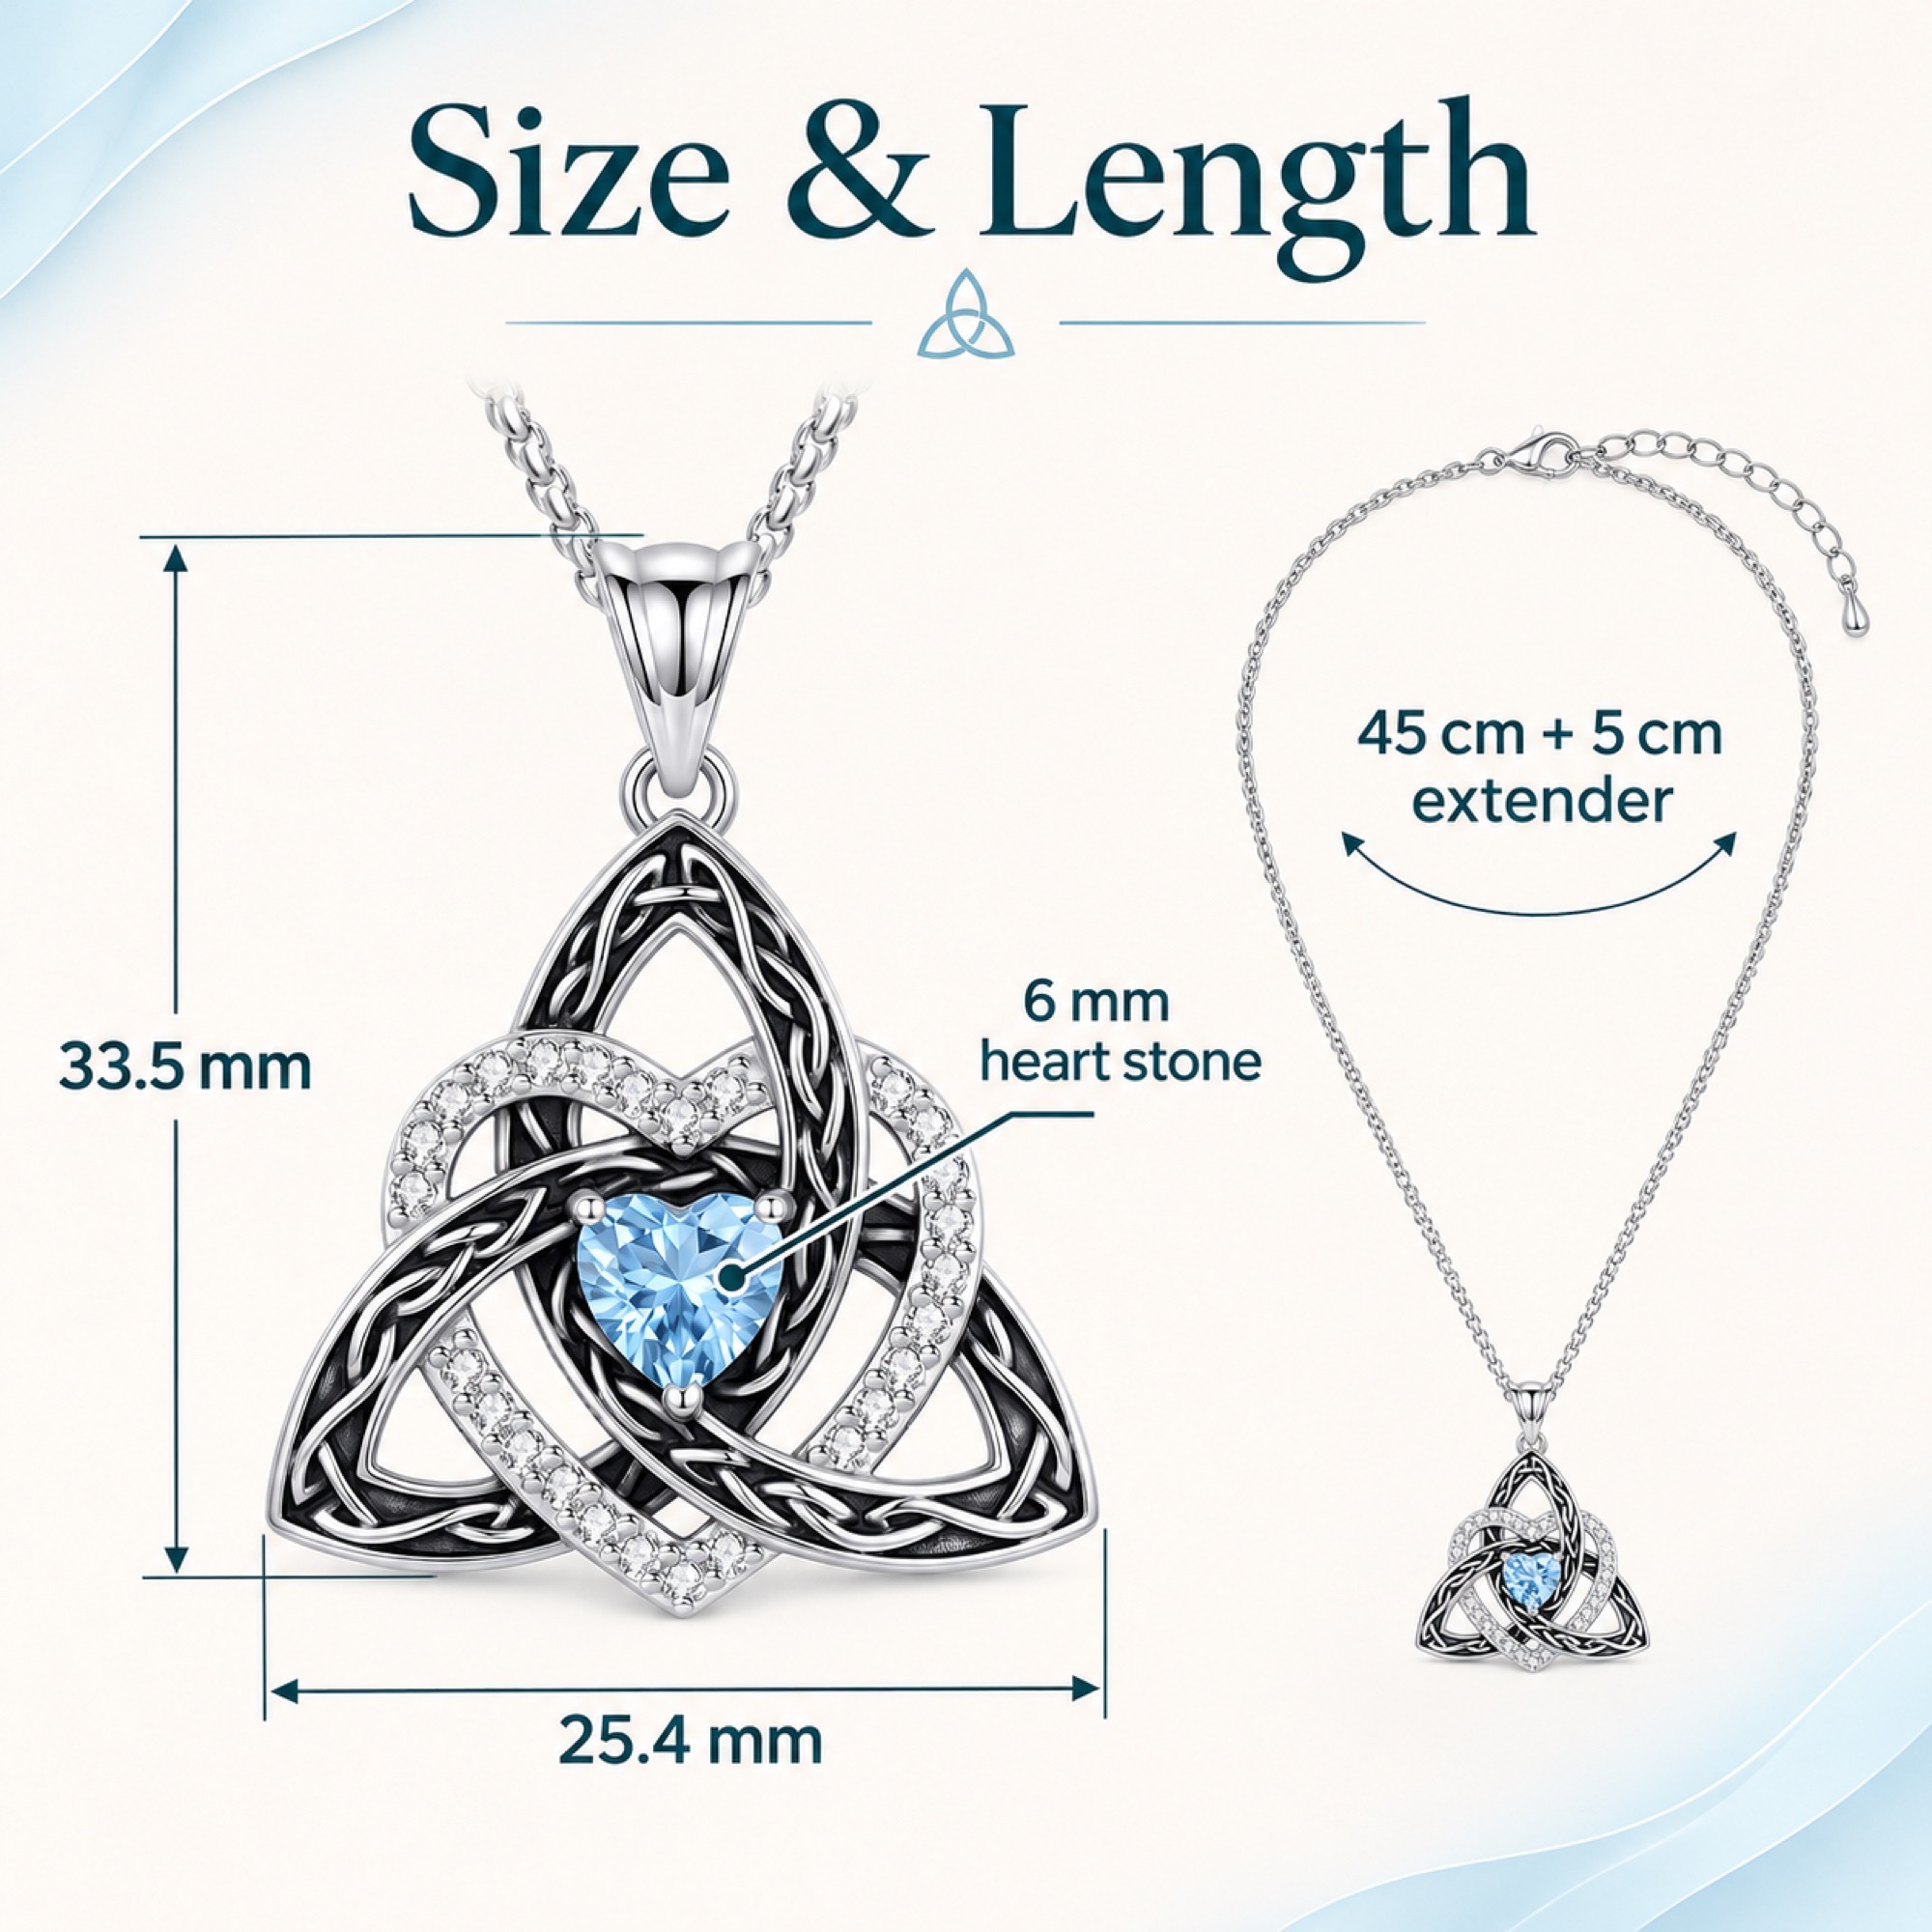 Size & Length
45 cm + 5 cm
extender
6 mm
heart stone
33.5 mm
25.4 mm